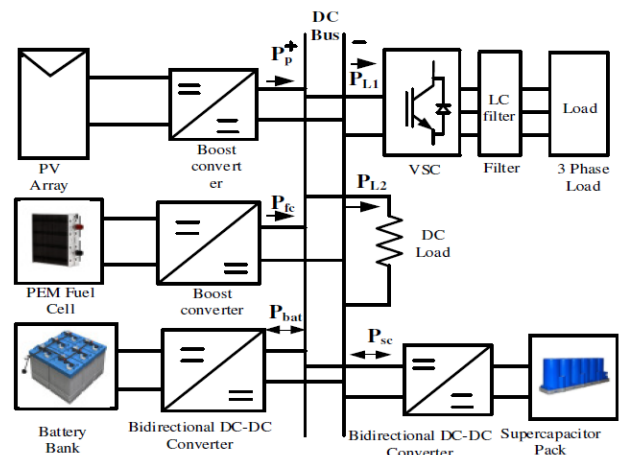 DC
Bus
+
−
P_p
P_L1
LC
filter
Load
PV
Array
Boost
convert
er
VSC
Filter
3 Phase
Load
P_fc
P_L2
DC
Load
PEM Fuel
Cell
Boost
converter
P_bat
P_sc
Battery
Bank
Bidirectional DC-DC
Converter
Bidirectional DC-DC
Converter
Supercapacitor
Pack